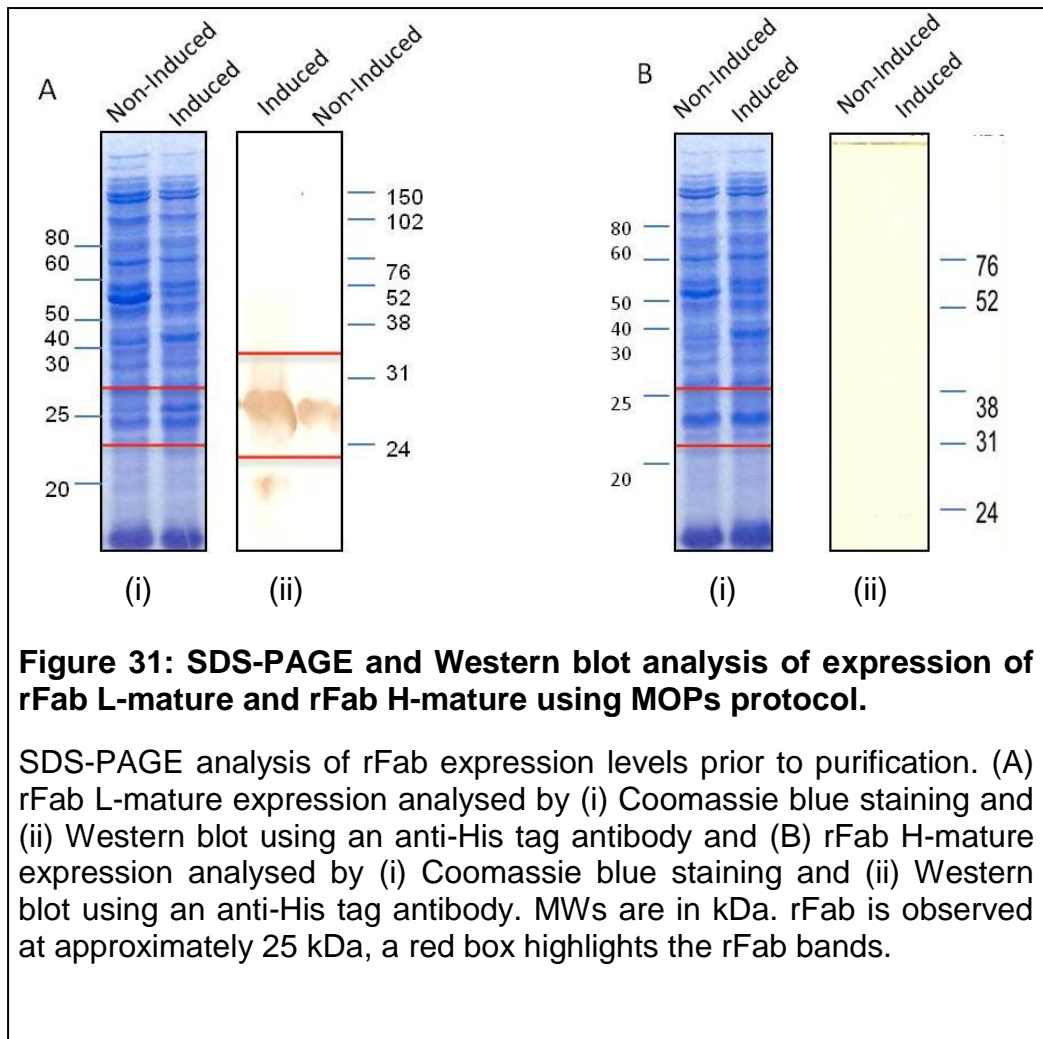 A
Non-Induced
Induced
Induced
Non-Induced
80
60
50
40
30
25
20
150
102
76
52
38
31
24
(i)
(ii)
B
Non-Induced
Induced
Non-Induced
Induced
80
60
50
40
30
25
20
76
52
38
31
24
(i)
(ii)
Figure 31: SDS-PAGE and Western blot analysis of expression of
rFab L-mature and rFab H-mature using MOPs protocol.
SDS-PAGE analysis of rFab expression levels prior to purification. (A)
rFab L-mature expression analysed by (i) Coomassie blue staining and
(ii) Western blot using an anti-His tag antibody and (B) rFab H-mature
expression analysed by (i) Coomassie blue staining and (ii) Western
blot using an anti-His tag antibody. MWs are in kDa. rFab is observed
at approximately 25 kDa, a red box highlights the rFab bands.